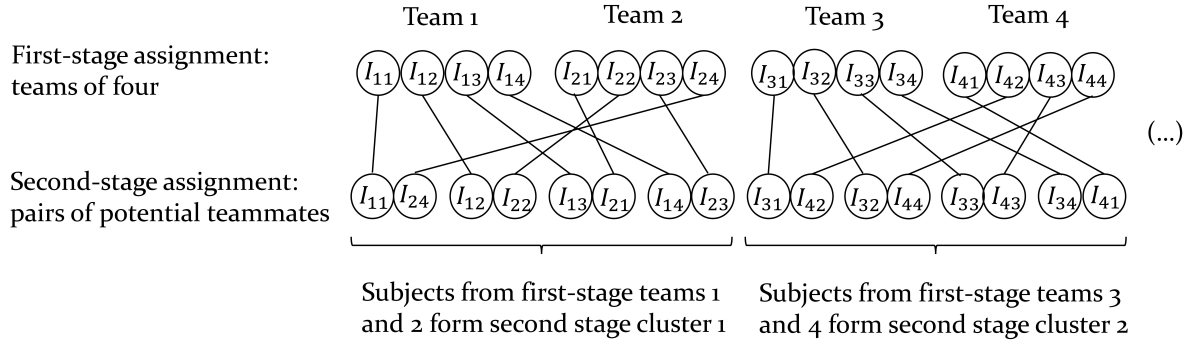 Team 1 Team 2 Team 3 Team 4
First-stage assignment:
teams of four
I₁₁ I₁₂ I₁₃ I₁₄ I₂₁ I₂₂ I₂₃ I₂₄ I₃₁ I₃₂ I₃₃ I₃₄ I₄₁ I₄₂ I₄₃ I₄₄
(...)
Second-stage assignment:
pairs of potential teammates
I₁₁ I₂₄ I₁₂ I₂₂ I₁₃ I₂₁ I₁₄ I₂₃ I₃₁ I₄₂ I₃₂ I₄₄ I₃₃ I₄₃ I₃₄ I₄₁
Subjects from first-stage teams 1
and 2 form second stage cluster 1
Subjects from first-stage teams 3
and 4 form second stage cluster 2